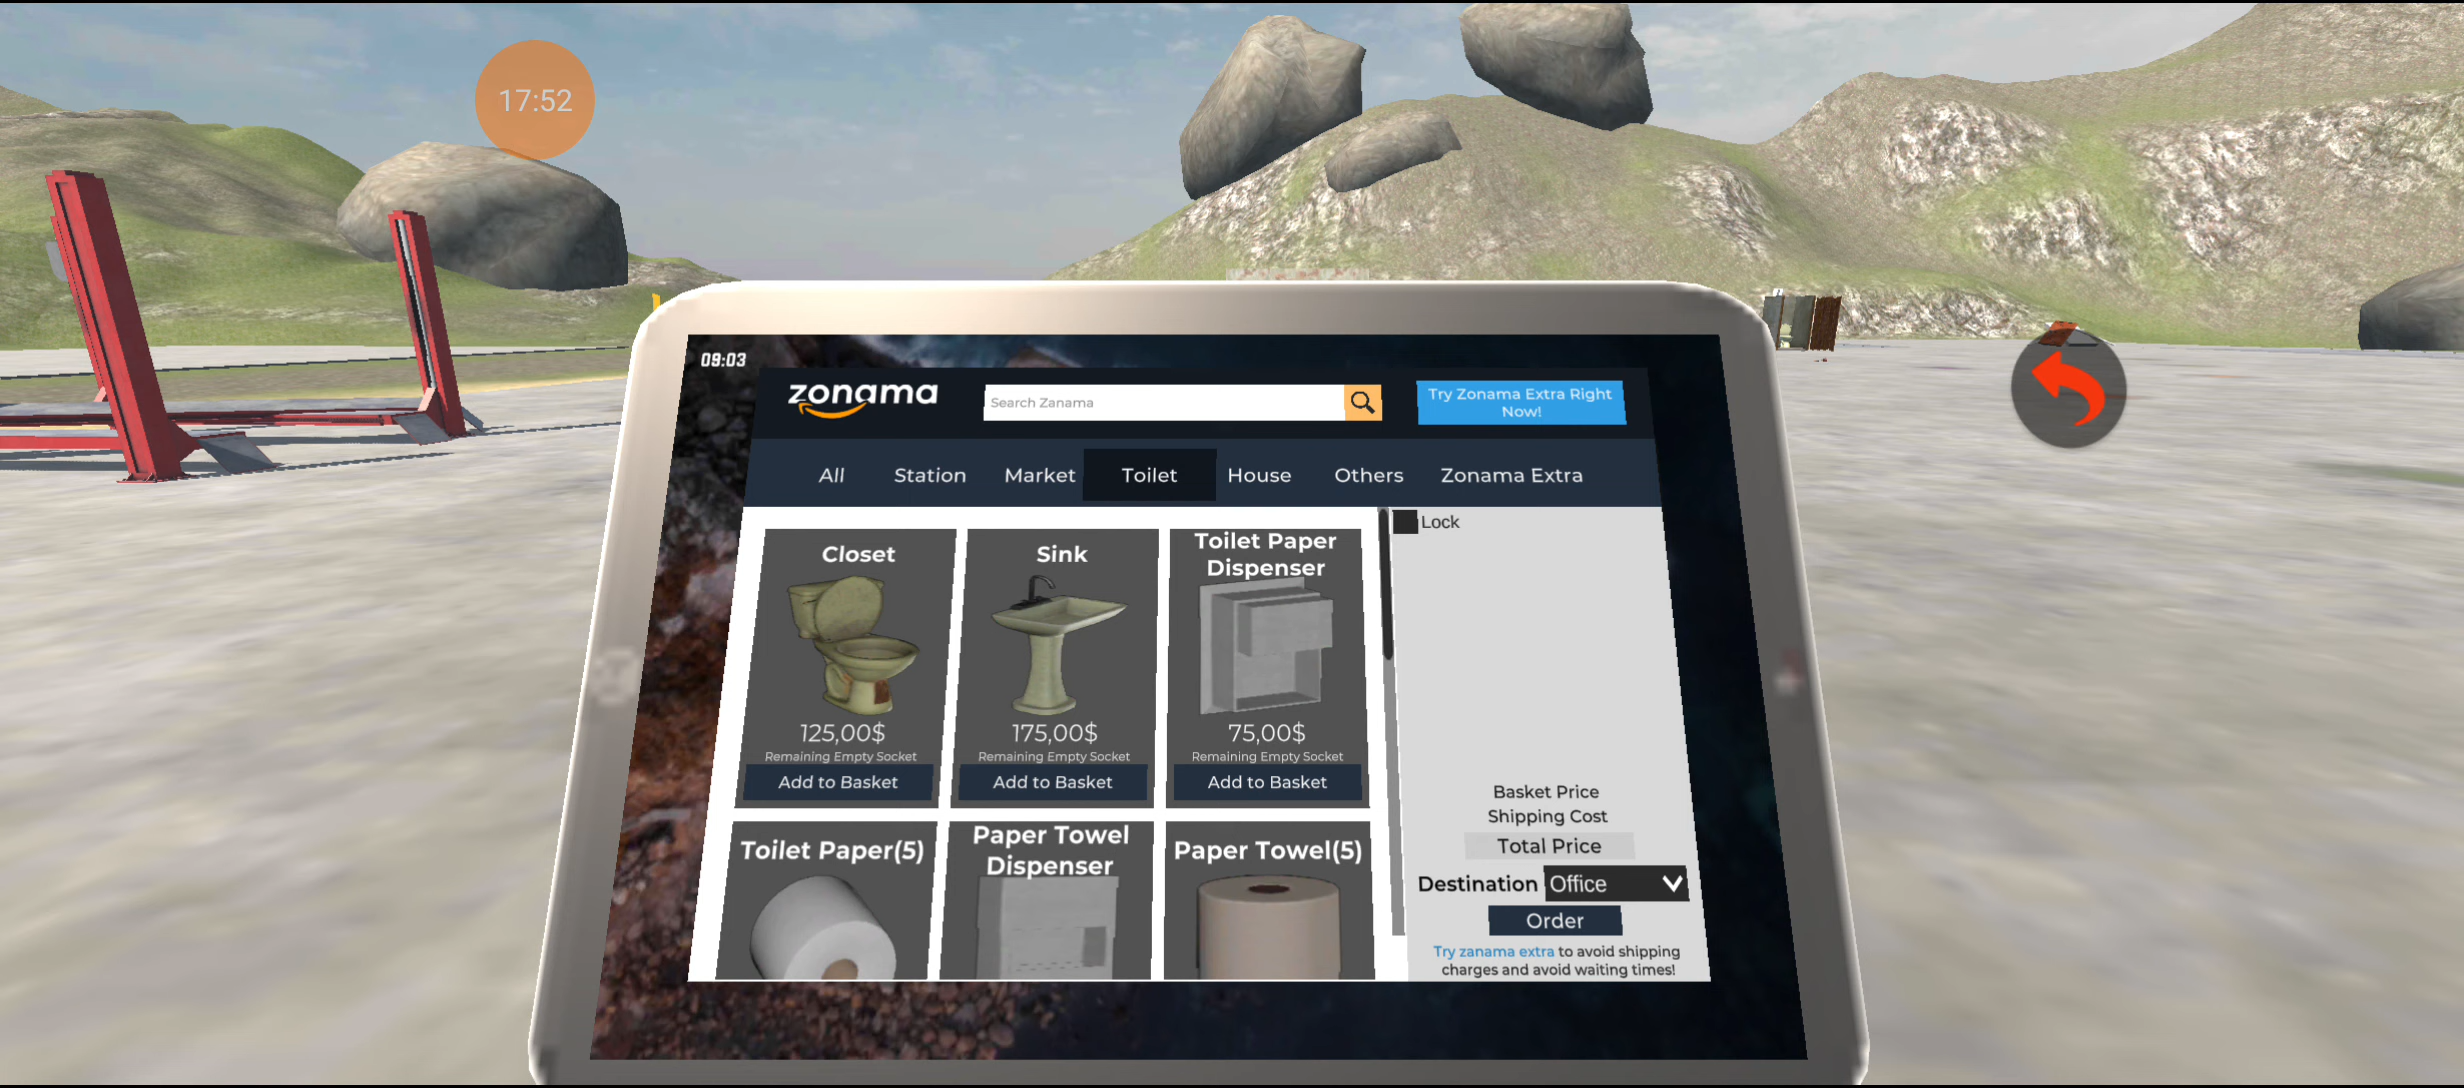 17:52
09:03
zonama
Search Zanama
Try Zonama Extra Right
Now!
All Station Market Toilet House Others Zonama Extra
Closet
125,00$
Remaining Empty Socket
Add to Basket
Sink
175,00$
Remaining Empty Socket
Add to Basket
Toilet Paper
Dispenser
75,00$
Remaining Empty Socket
Add to Basket
Toilet Paper(5)
Paper Towel
Dispenser
Paper Towel(5)
Lock
Basket Price
Shipping Cost
Total Price
Destination Office
Order
Try zanama extra to avoid shipping
charges and avoid waiting times!